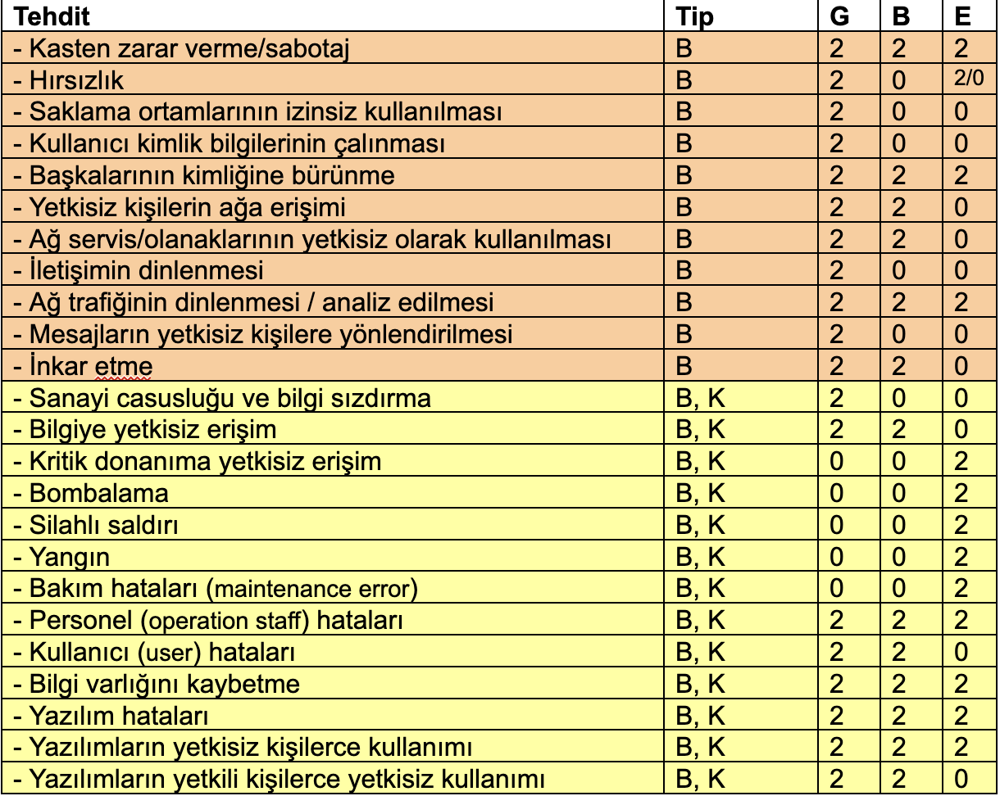 Tehdit Tip G B E
- Kasten zarar verme/sabotaj B 2 2 2
- Hırsızlık B 2 0 2/0
- Saklama ortamlarının izinsiz kullanılması B 2 0 0
- Kullanıcı kimlik bilgilerinin çalınması B 2 0 0
- Başkalarının kimliğine bürünme B 2 2 2
- Yetkisiz kişilerin ağa erişimi B 2 2 0
- Ağ servis/olanaklarının yetkisiz olarak kullanılması B 2 2 0
- İletişimin dinlenmesi B 2 0 0
- Ağ trafiğinin dinlenmesi / analiz edilmesi B 2 2 2
- Mesajların yetkisiz kişilere yönlendirilmesi B 2 0 0
- İnkar etme B 2 2 0
- Sanayi casusluğu ve bilgi sızdırma B, K 2 0 0
- Bilgiye yetkisiz erişim B, K 2 2 0
- Kritik donanıma yetkisiz erişim B, K 0 0 2
- Bombalama B, K 0 0 2
- Silahlı saldırı B, K 0 0 2
- Yangın B, K 0 0 2
- Bakım hataları (maintenance error) B, K 0 0 2
- Personel (operation staff) hataları B, K 2 2 2
- Kullanıcı (user) hataları B, K 2 2 0
- Bilgi varlığını kaybetme B, K 2 2 2
- Yazılım hataları B, K 2 2 2
- Yazılımların yetkisiz kişilerce kullanımı B, K 2 2 2
- Yazılımların yetkili kişilerce yetkisiz kullanımı B, K 2 2 0